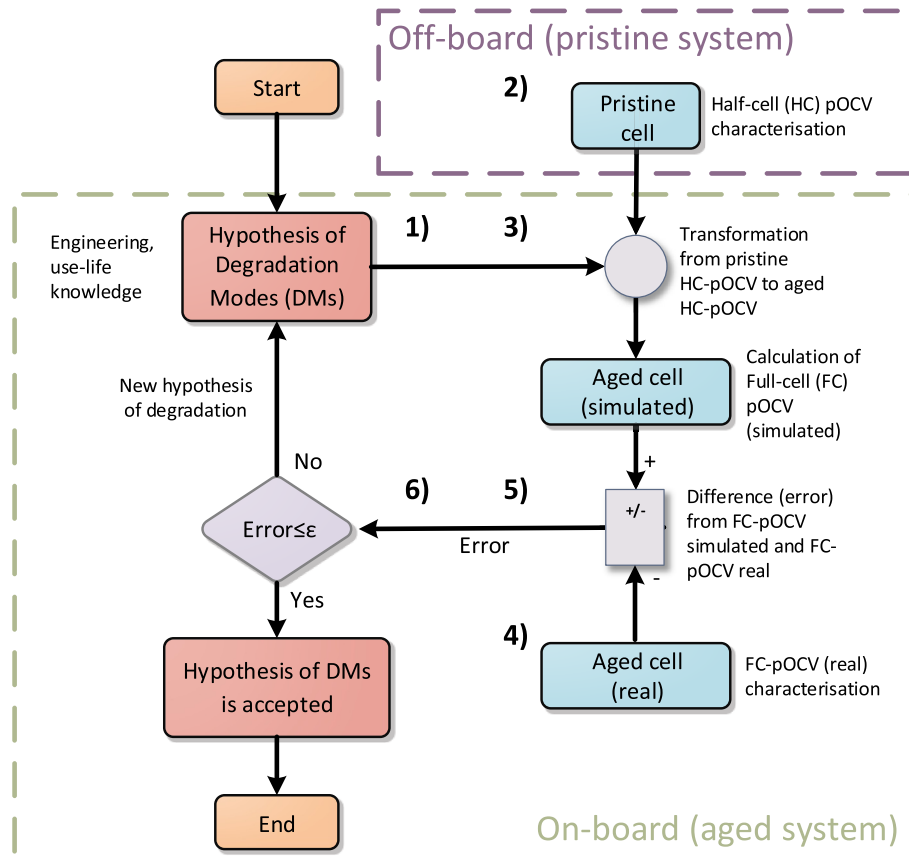 Off-board (pristine system)
Start
2)
Pristine
cell
Half-cell (HC) pOCV
characterisation
Engineering,
use-life
knowledge
Hypothesis of
Degradation
Modes (DMs)
1)
3)
Transformation
from pristine
HC-pOCV to aged
HC-pOCV
New hypothesis
of degradation
Aged cell
(simulated)
Calculation of
Full-cell (FC)
pOCV
(simulated)
+
No
6)
5)
Error≤ε
Error
+/-
Difference (error)
from FC-pOCV
simulated and FC-
pOCV real
-
Yes
4)
Hypothesis of DMs
is accepted
Aged cell
(real)
FC-pOCV (real)
characterisation
End
On-board (aged system)